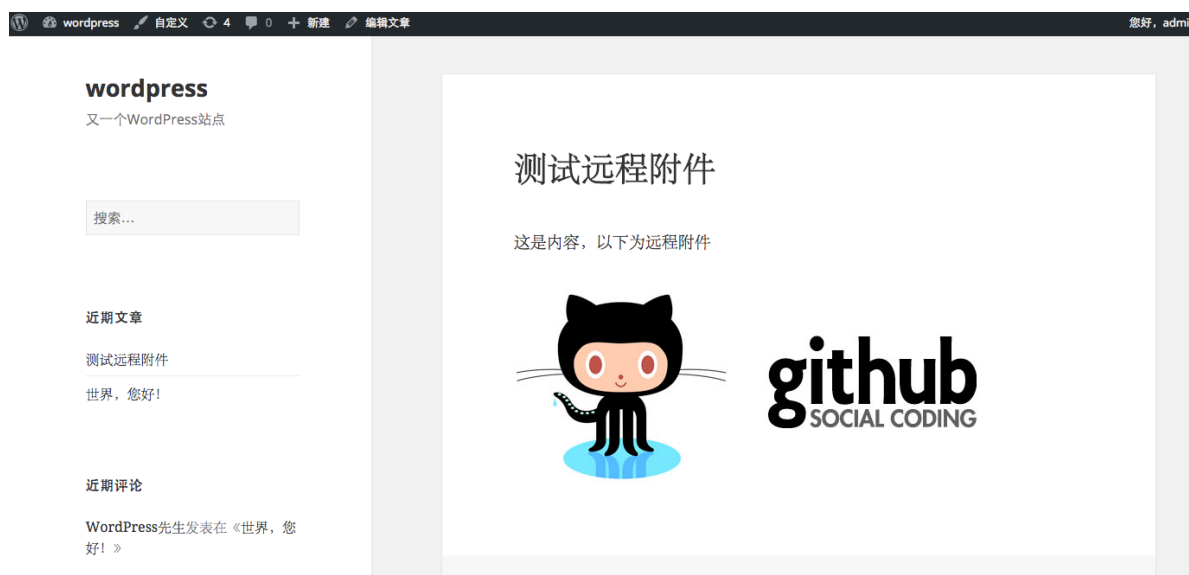 wordpress 自定义 4 0 新建 编辑文章 您好，admi
wordpress
又一个WordPress站点
搜索…
近期文章
测试远程附件
世界，您好！
近期评论
WordPress先生发表在《世界，您
好！》
测试远程附件
这是内容，以下为远程附件
github
SOCIAL CODING